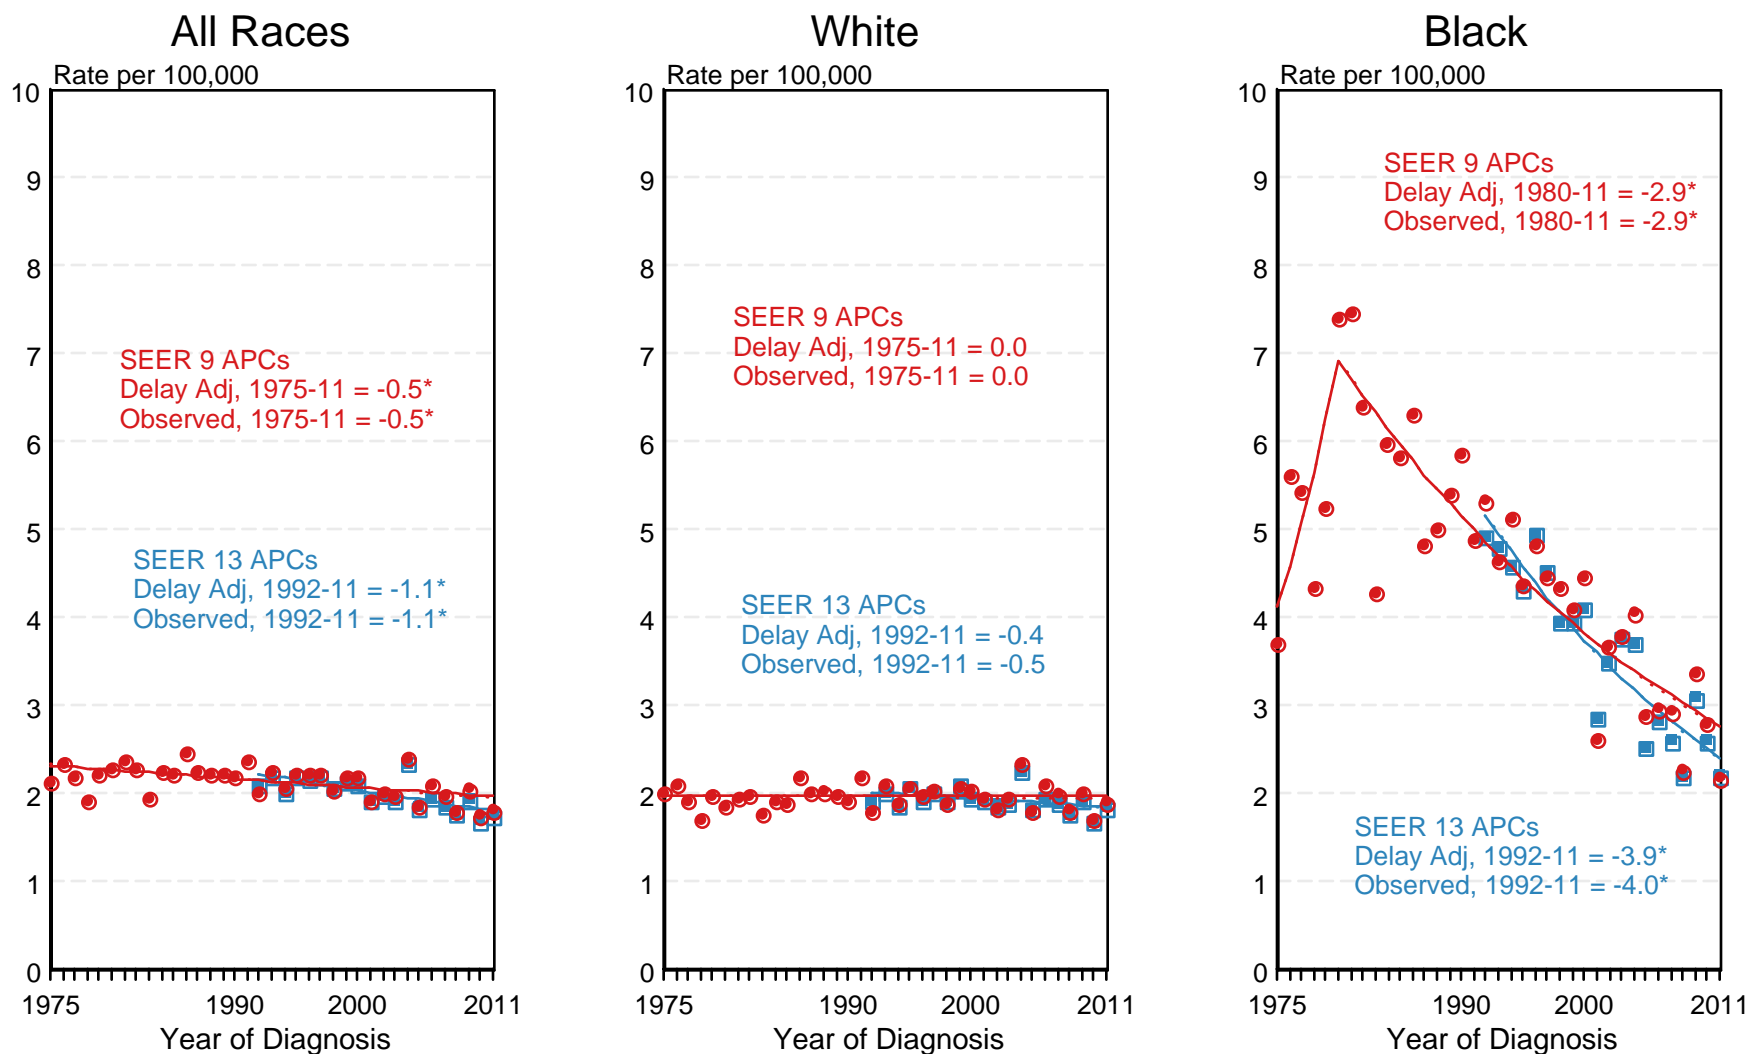 All Races
Rate per 100,000
10
9
8
7
6
5
4
3
2
1
0
SEER 9 APCs
Delay Adj, 1975-11 = -0.5*
Observed, 1975-11 = -0.5*
SEER 13 APCs
Delay Adj, 1992-11 = -1.1*
Observed, 1992-11 = -1.1*
1975 1990 2000 2011
Year of Diagnosis
White
Rate per 100,000
10
9
8
7
6
5
4
3
2
1
0
SEER 9 APCs
Delay Adj, 1975-11 = 0.0
Observed, 1975-11 = 0.0
SEER 13 APCs
Delay Adj, 1992-11 = -0.4
Observed, 1992-11 = -0.5
1975 1990 2000 2011
Year of Diagnosis
Black
Rate per 100,000
10
9
8
7
6
5
4
3
2
1
0
SEER 9 APCs
Delay Adj, 1980-11 = -2.9*
Observed, 1980-11 = -2.9*
SEER 13 APCs
Delay Adj, 1992-11 = -3.9*
Observed, 1992-11 = -4.0*
1975 1990 2000 2011
Year of Diagnosis